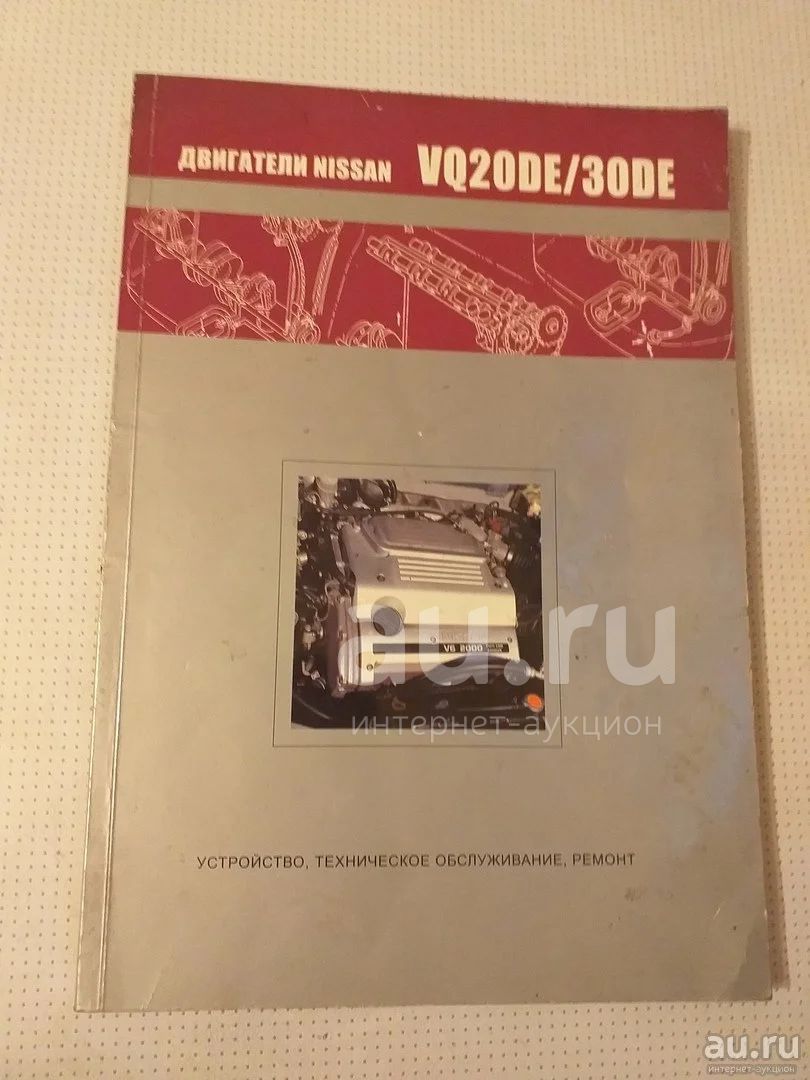 ДВИГАТЕЛИ NISSAN VQ20DE/30DE
V6 2000
au.ru
интернет-аукцион
УСТРОЙСТВО, ТЕХНИЧЕСКОЕ ОБСЛУЖИВАНИЕ, РЕМОНТ
au.ru
интернет-аукцион